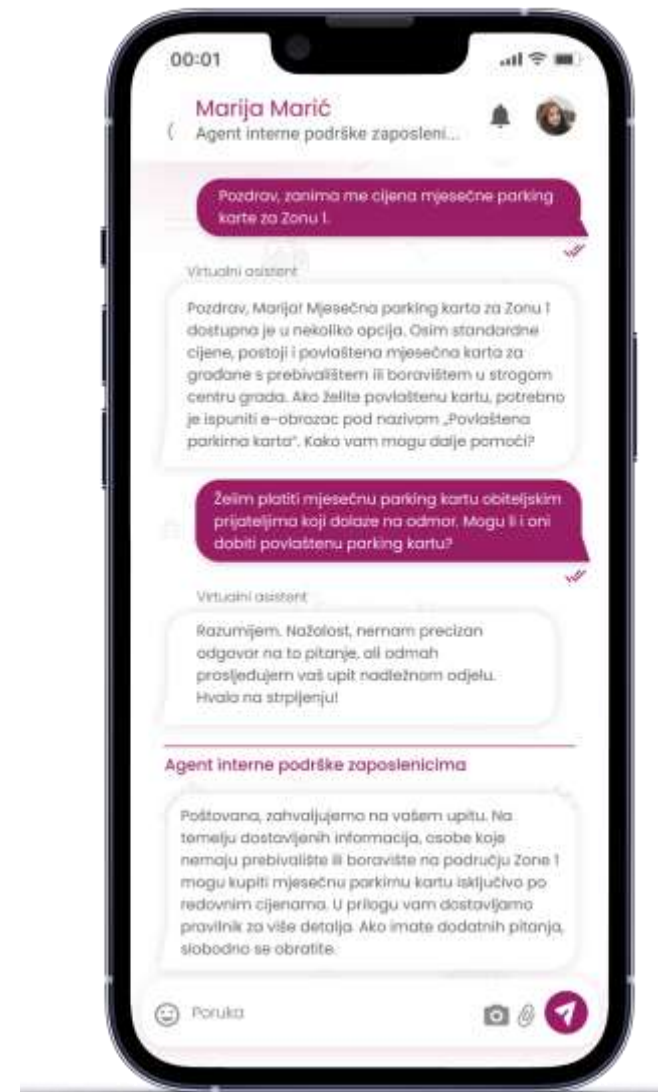 00:01
Marija Marić
Agent interne podrške zaposleni...
Pozdrav, zanima me cijena mjesečne parking
karte za Zonu 1.
Virtualni asistent
Pozdrav, Marija! Mjesečna parking karta za Zonu 1
dostupna je u nekoliko opcija. Osim standardne
cijene, postoji i povlaštena mjesečna karta za
građane s prebivalištem ili boravištem u strogom
centru grada. Ako želite povlaštenu kartu, potrebno
je ispuniti e-obrazac pod nazivom „Povlaštena
parkirna karta”. Kako vam mogu dalje pomoći?
Želim platiti mjesečnu parking kartu obiteljskim
prijateljima koji dolaze na odmor. Mogu li i oni
dobiti povlaštenu parking kartu?
Virtualni asistent
Razumijem. Nažalost, nemam precizan
odgovor na to pitanje, ali odmah
prosljeđujem vaš upit nadležnom odjelu.
Hvala na strpljenju!
Agent interne podrške zaposlenicima
Poštovana, zahvaljujemo na vašem upitu. Na
temelju dostavljenih informacija, osobe koje
nemaju prebivalište ili boravište na području Zone 1
mogu kupiti mjesečnu parkirnu kartu isključivo po
redovnim cijenama. U prilogu vam dostavljamo
pravilnik za više detalja. Ako imate dodatnih pitanja,
slobodno se obratite.
Poruka